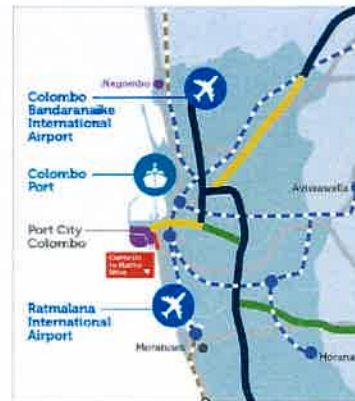 Negombo
Colombo
Bandaranaike
International
Airport
Colombo
Port
Avissawella
Port City
Colombo
Ratmalana
International
Airport
Moratuwa
Horana